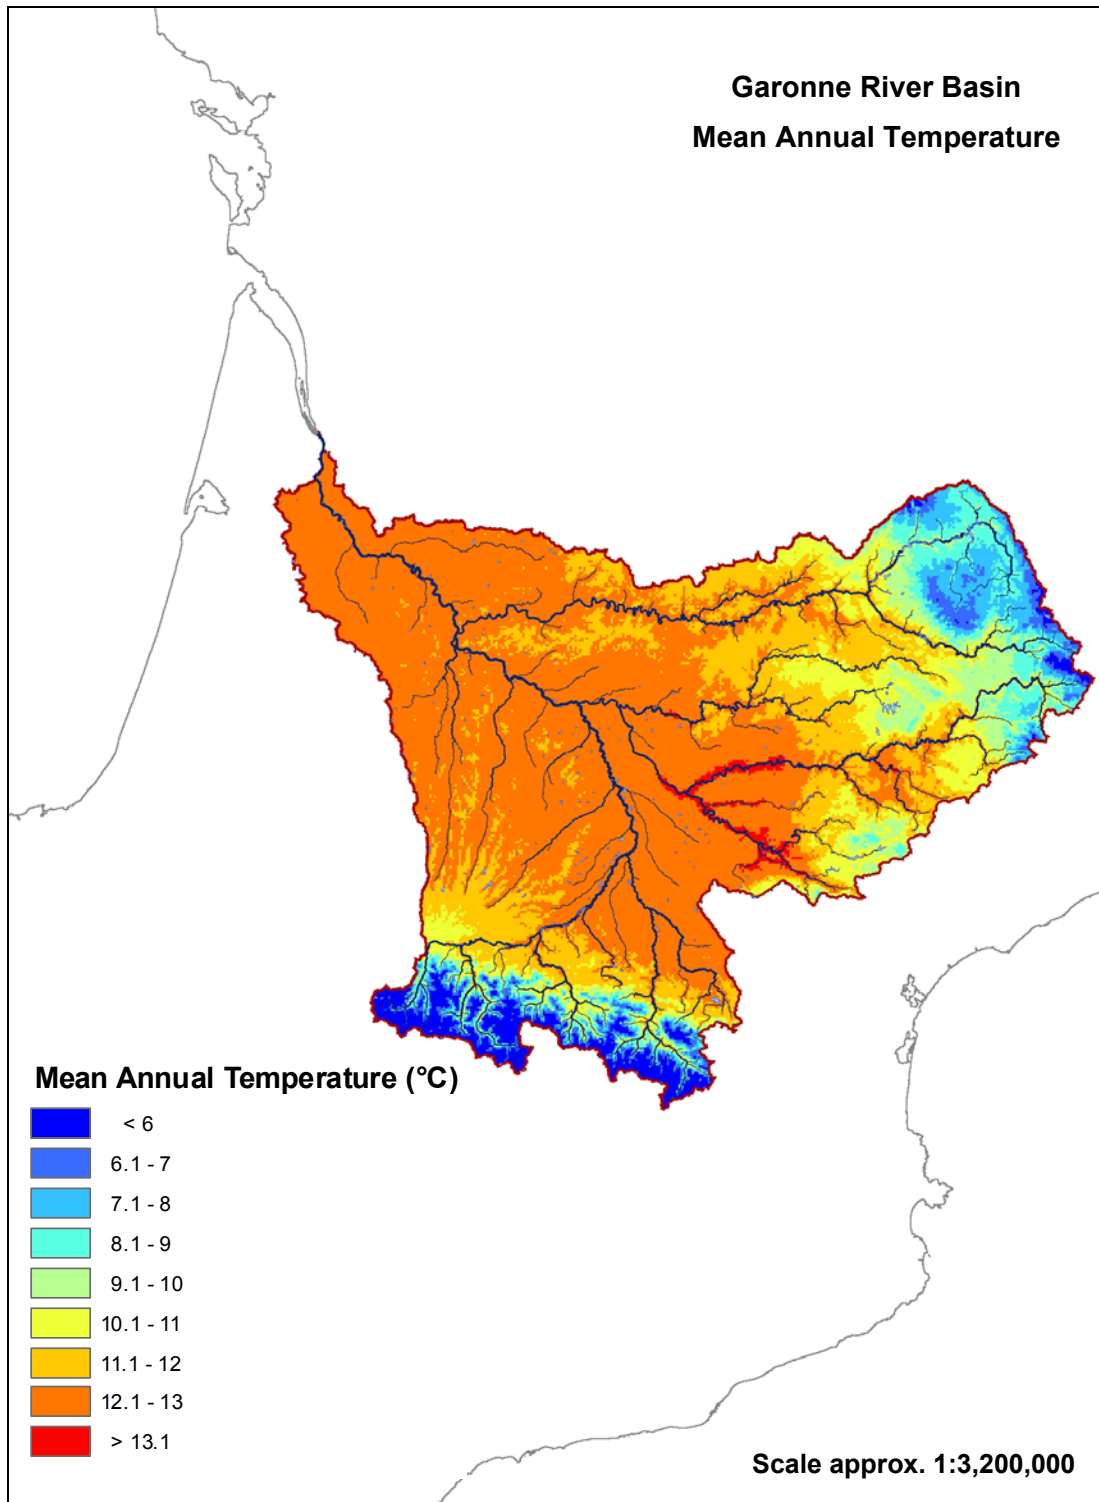 Garonne River Basin
Mean Annual Temperature
Mean Annual Temperature (°C)
< 6
6.1 - 7
7.1 - 8
8.1 - 9
9.1 - 10
10.1 - 11
11.1 - 12
12.1 - 13
> 13.1
Scale approx. 1:3,200,000